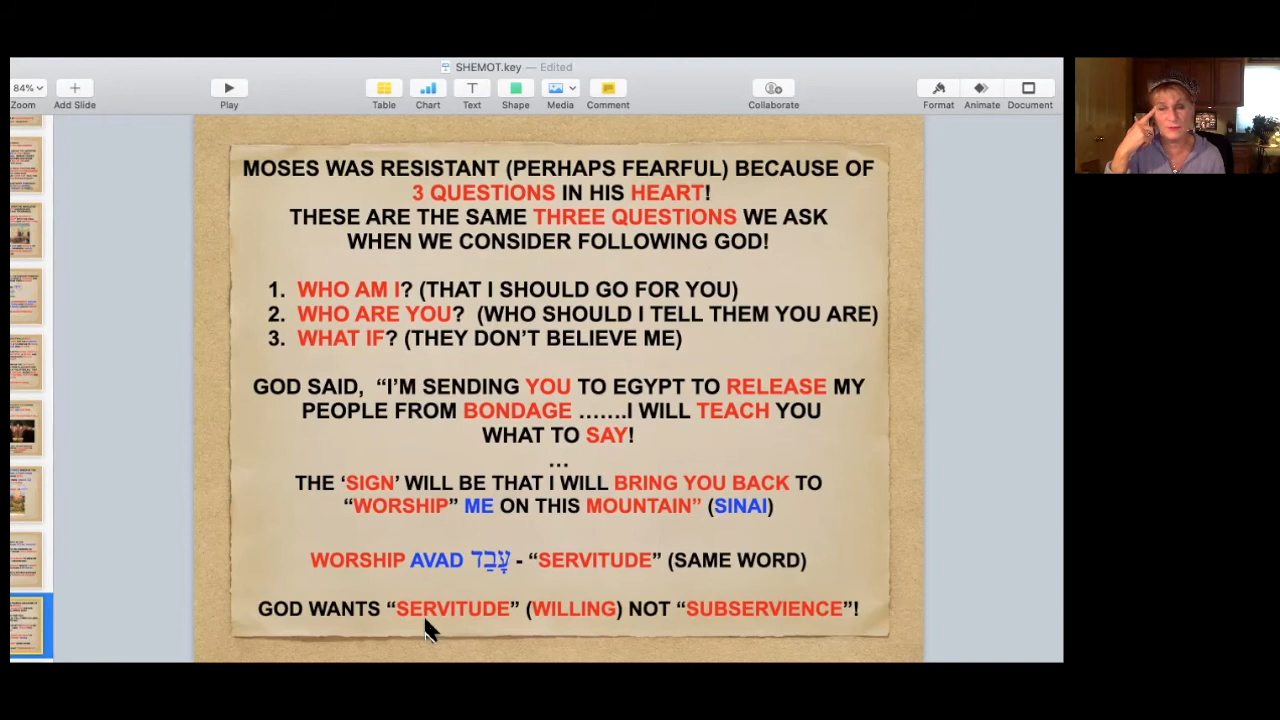 SHEMOT.key — Edited
84%
Zoom
Add Slide
Play
Table
Chart
Text
Shape
Media
Comment
Collaborate
Format
Animate
Document
MOSES WAS RESISTANT (PERHAPS FEARFUL) BECAUSE OF
3 QUESTIONS IN HIS HEART!
THESE ARE THE SAME THREE QUESTIONS WE ASK
WHEN WE CONSIDER FOLLOWING GOD!
1. WHO AM I? (THAT I SHOULD GO FOR YOU)
2. WHO ARE YOU? (WHO SHOULD I TELL THEM YOU ARE)
3. WHAT IF? (THEY DON’T BELIEVE ME)
GOD SAID, “I’M SENDING YOU TO EGYPT TO RELEASE MY
PEOPLE FROM BONDAGE …….I WILL TEACH YOU
WHAT TO SAY!
…
THE ‘SIGN’ WILL BE THAT I WILL BRING YOU BACK TO
“WORSHIP” ME ON THIS MOUNTAIN” (SINAI)
WORSHIP AVAD עָבַד - “SERVITUDE” (SAME WORD)
GOD WANTS “SERVITUDE” (WILLING) NOT “SUBSERVIENCE”!